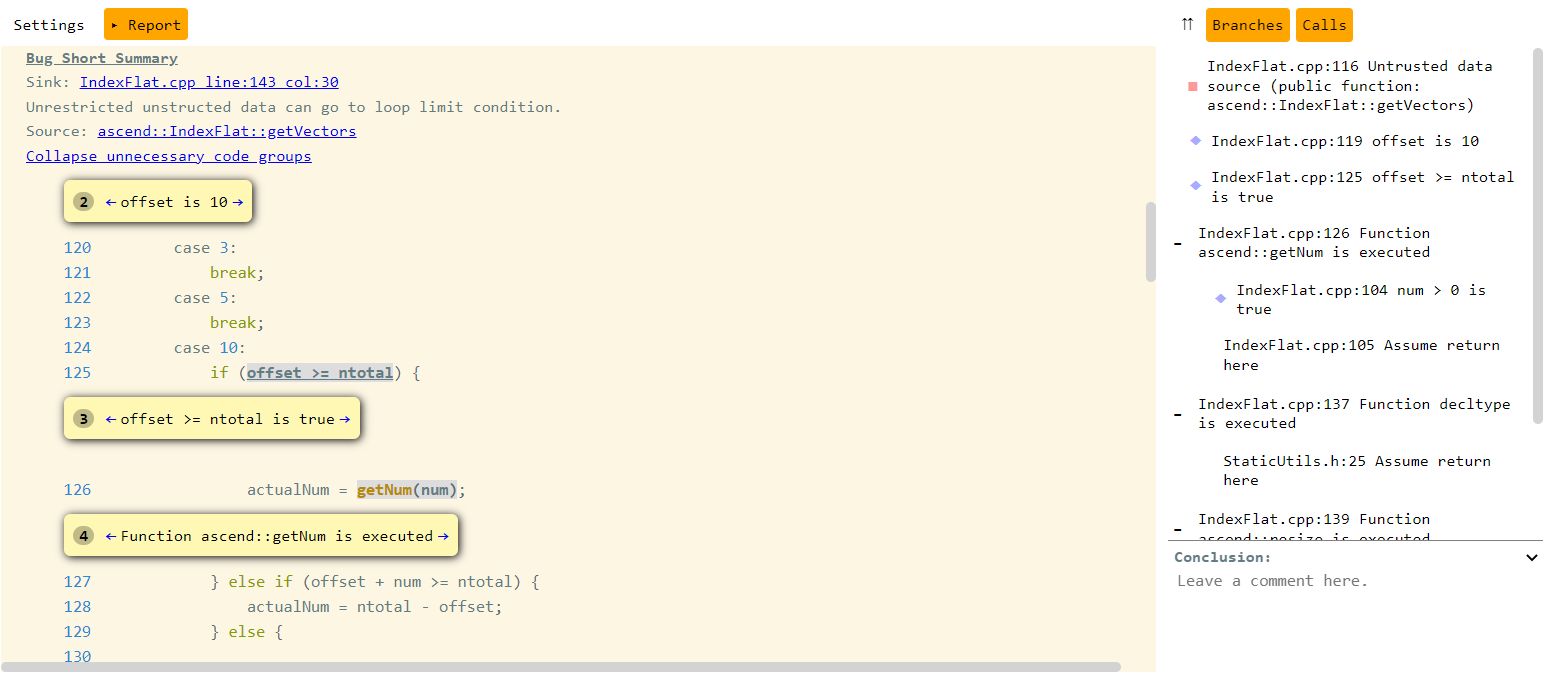 Settings ▸ Report
Bug Short Summary
Sink: IndexFlat.cpp line:143 col:30
Unrestricted unstructed data can go to loop limit condition.
Source: ascend::IndexFlat::getVectors
Collapse unnecessary code groups
2 ←offset is 10→
120 case 3:
121 break;
122 case 5:
123 break;
124 case 10:
125 if (offset >= ntotal) {
3 ←offset >= ntotal is true→
126 actualNum = getNum(num);
4 ←Function ascend::getNum is executed→
127 } else if (offset + num >= ntotal) {
128 actualNum = ntotal - offset;
129 } else {
130
⇈ Branches Calls
IndexFlat.cpp:116 Untrusted data
source (public function:
ascend::IndexFlat::getVectors)
IndexFlat.cpp:119 offset is 10
IndexFlat.cpp:125 offset >= ntotal
is true
- IndexFlat.cpp:126 Function
ascend::getNum is executed
IndexFlat.cpp:104 num > 0 is
true
IndexFlat.cpp:105 Assume return
here
- IndexFlat.cpp:137 Function decltype
is executed
StaticUtils.h:25 Assume return
here
- IndexFlat.cpp:139 Function
ascend::resize is executed
Conclusion:
Leave a comment here.